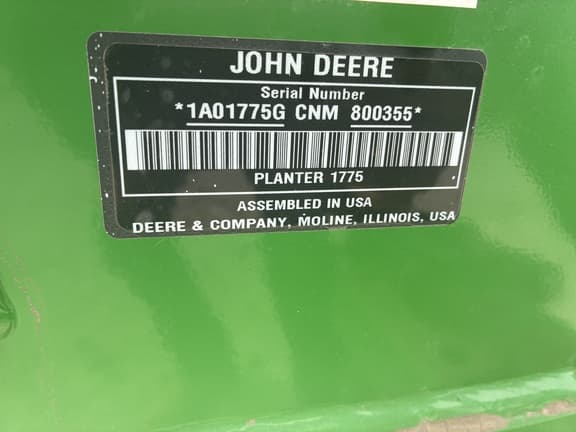 JOHN DEERE
Serial Number
*1A01775G CNM 800355*
PLANTER 1775
ASSEMBLED IN USA
DEERE & COMPANY, MOLINE, ILLINOIS, USA